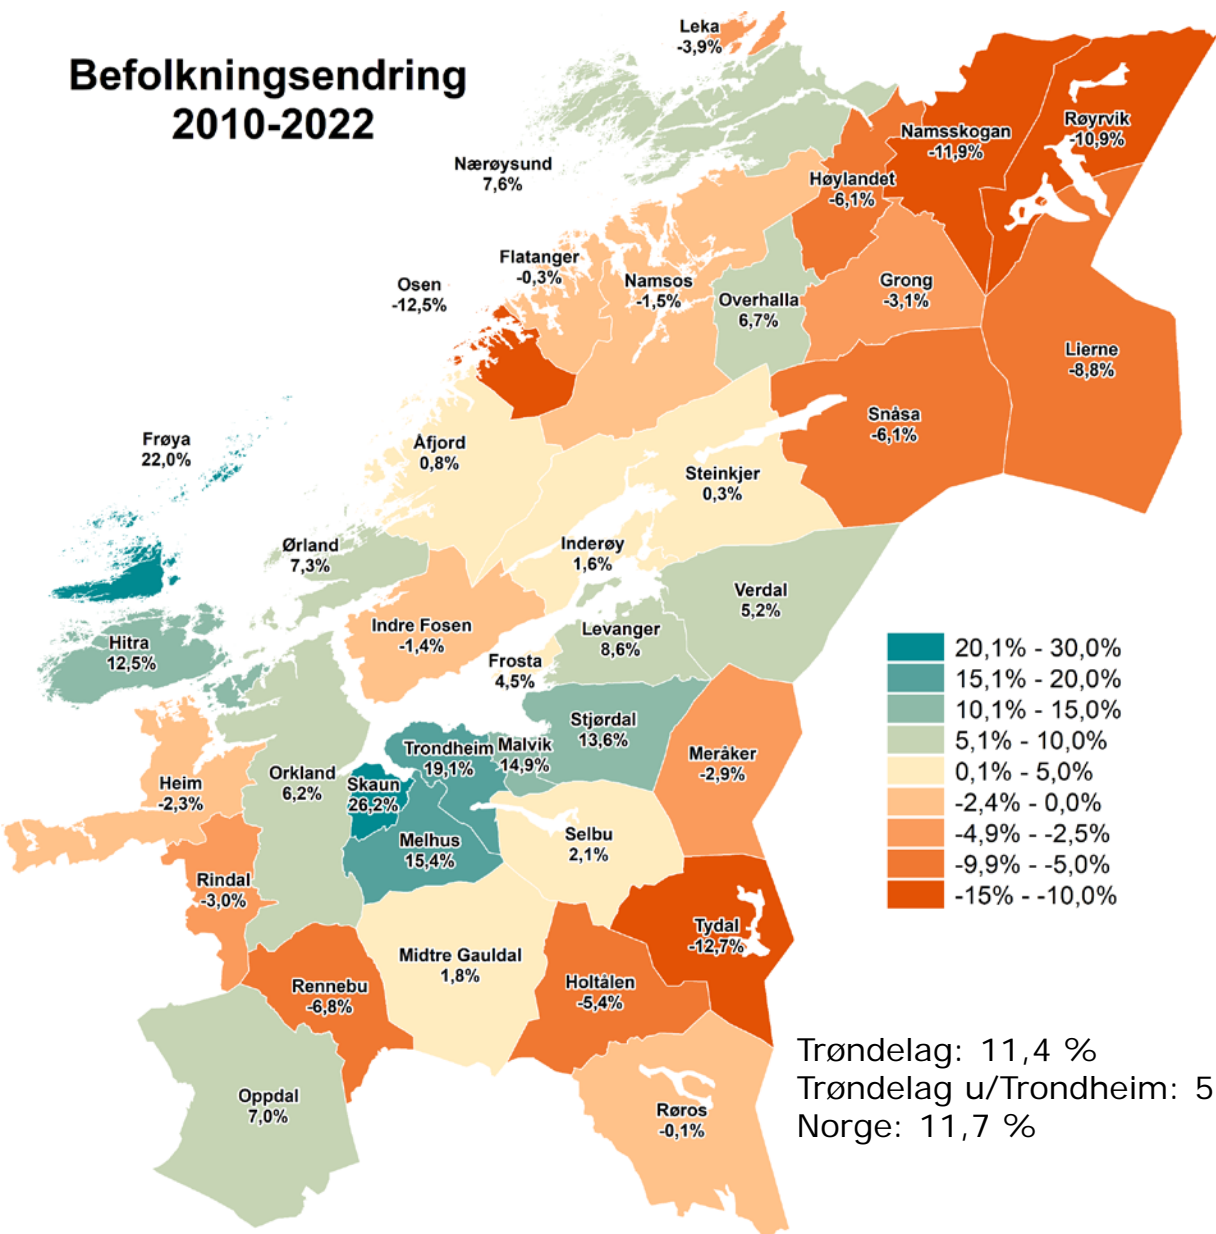 Befolkningsendring
2010-2022
Leka
-3,9%
Namsskogan
-11,9%
Røyrvik
-10,9%
Nærøysund
7,6%
Høylandet
-6,1%
Flatanger
-0,3%
Osen
-12,5%
Namsos
-1,5%
Overhalla
6,7%
Grong
-3,1%
Lierne
-8,8%
Snåsa
-6,1%
Frøya
22,0%
Åfjord
0,8%
Steinkjer
0,3%
Ørland
7,3%
Inderøy
1,6%
Verdal
5,2%
Hitra
12,5%
Indre Fosen
-1,4%
Levanger
8,6%
Frosta
4,5%
Stjørdal
13,6%
Trondheim
19,1%
Malvik
14,9%
Meråker
-2,9%
Heim
-2,3%
Orkland
6,2%
Skaun
26,2%
Melhus
15,4%
Selbu
2,1%
Rindal
-3,0%
Tydal
-12,7%
Rennebu
-6,8%
Midtre Gauldal
1,8%
Holtålen
-5,4%
Oppdal
7,0%
Røros
-0,1%
20,1% - 30,0%
15,1% - 20,0%
10,1% - 15,0%
5,1% - 10,0%
0,1% - 5,0%
-2,4% - 0,0%
-4,9% - -2,5%
-9,9% - -5,0%
-15% - -10,0%
Trøndelag: 11,4 %
Trøndelag u/Trondheim: 5
Norge: 11,7 %